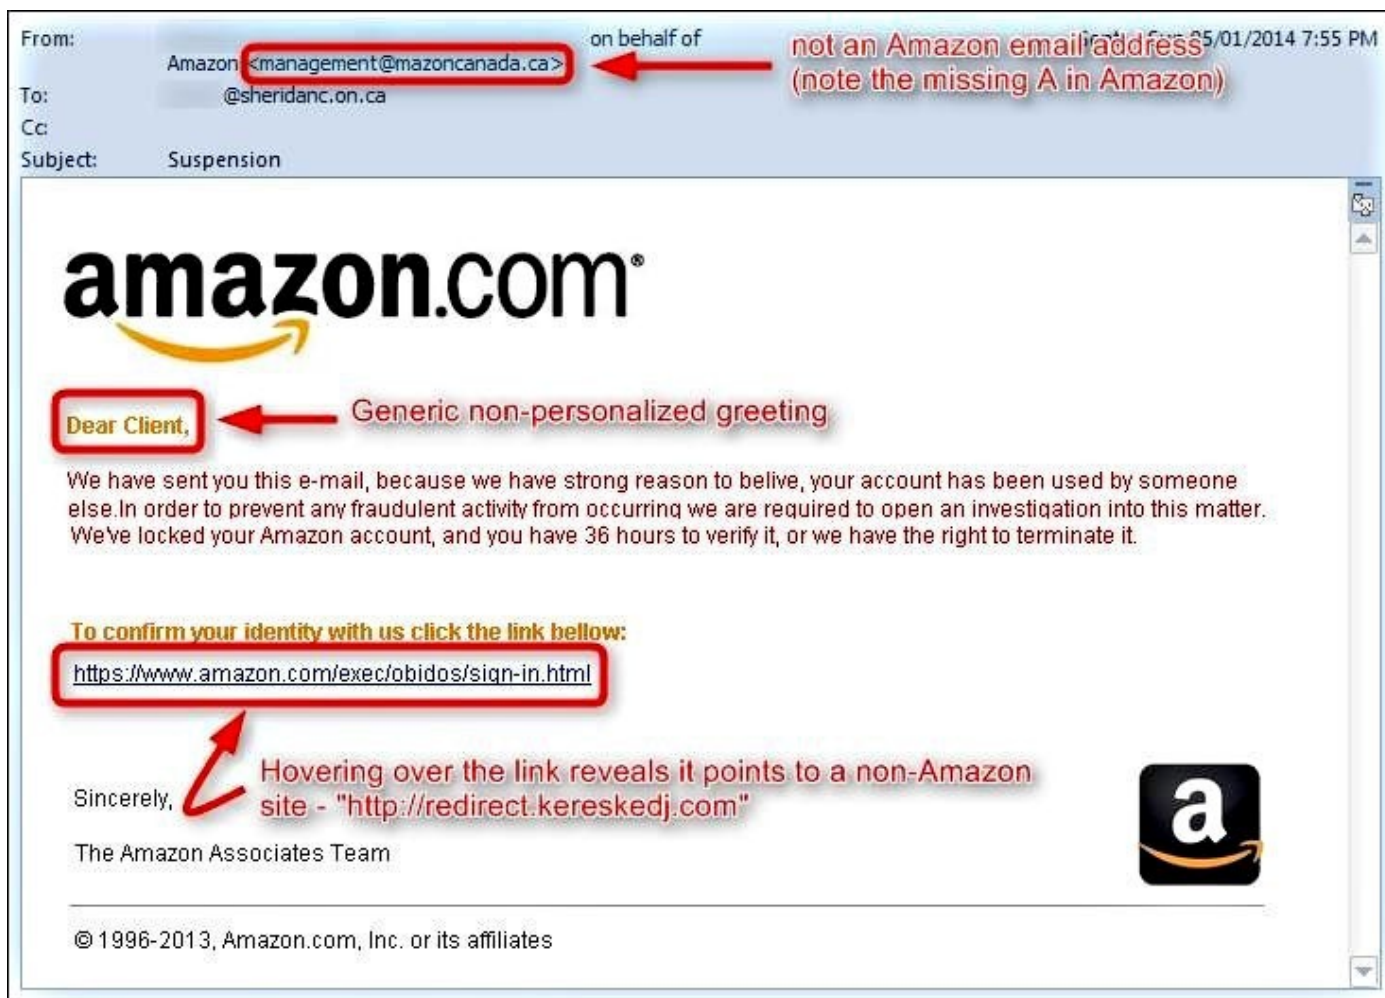 From:
on behalf of
Amazon <management@mazoncanada.ca>
not an Amazon email address
(note the missing A in Amazon)
Sun 05/01/2014 7:55 PM
To: @sheridanc.on.ca
Cc:
Subject: Suspension
amazon.com®
Dear Client,
Generic non-personalized greeting
We have sent you this e-mail, because we have strong reason to belive, your account has been used by someone
else.In order to prevent any fraudulent activity from occurring we are required to open an investigation into this matter.
We've locked your Amazon account, and you have 36 hours to verify it, or we have the right to terminate it.
To confirm your identity with us click the link bellow:
https://www.amazon.com/exec/obidos/sign-in.html
Hovering over the link reveals it points to a non-Amazon
site - "http://redirect.kereskedj.com"
Sincerely,
The Amazon Associates Team
a
© 1996-2013, Amazon.com, Inc. or its affiliates